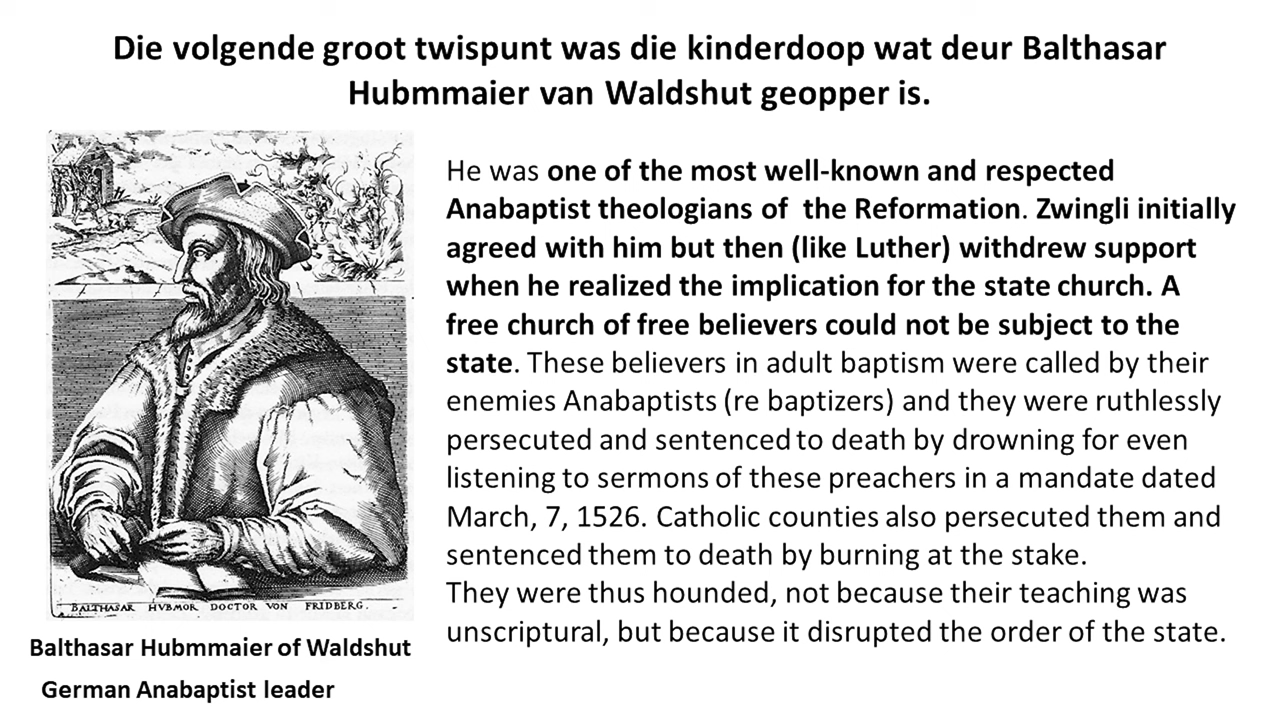 Die volgende groot twispunt was die kinderdoop wat deur Balthasar
Hubmmaier van Waldshut geopper is.
He was one of the most well-known and respected
Anabaptist theologians of the Reformation. Zwingli initially
agreed with him but then (like Luther) withdrew support
when he realized the implication for the state church. A
free church of free believers could not be subject to the
state. These believers in adult baptism were called by their
enemies Anabaptists (re baptizers) and they were ruthlessly
persecuted and sentenced to death by drowning for even
listening to sermons of these preachers in a mandate dated
March, 7, 1526. Catholic counties also persecuted them and
sentenced them to death by burning at the stake.
They were thus hounded, not because their teaching was
unscriptural, but because it disrupted the order of the state.
BALTHASAR HVBMOR DOCTOR VON FRIDBERG.
Balthasar Hubmmaier of Waldshut
German Anabaptist leader